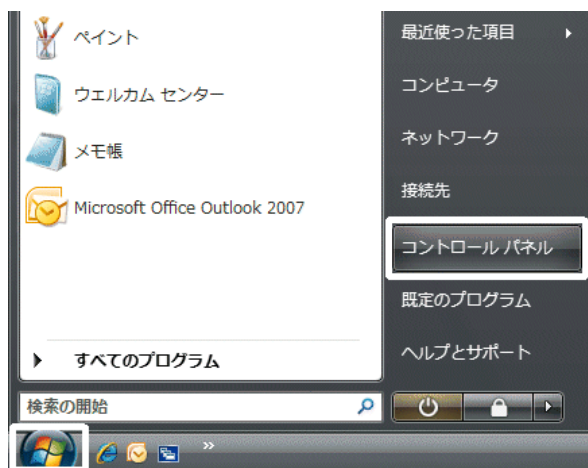 ペイント
ウェルカム センター
メモ帳
Microsoft Office Outlook 2007
すべてのプログラム
検索の開始
最近使った項目
コンピュータ
ネットワーク
接続先
コントロール パネル
既定のプログラム
ヘルプとサポート